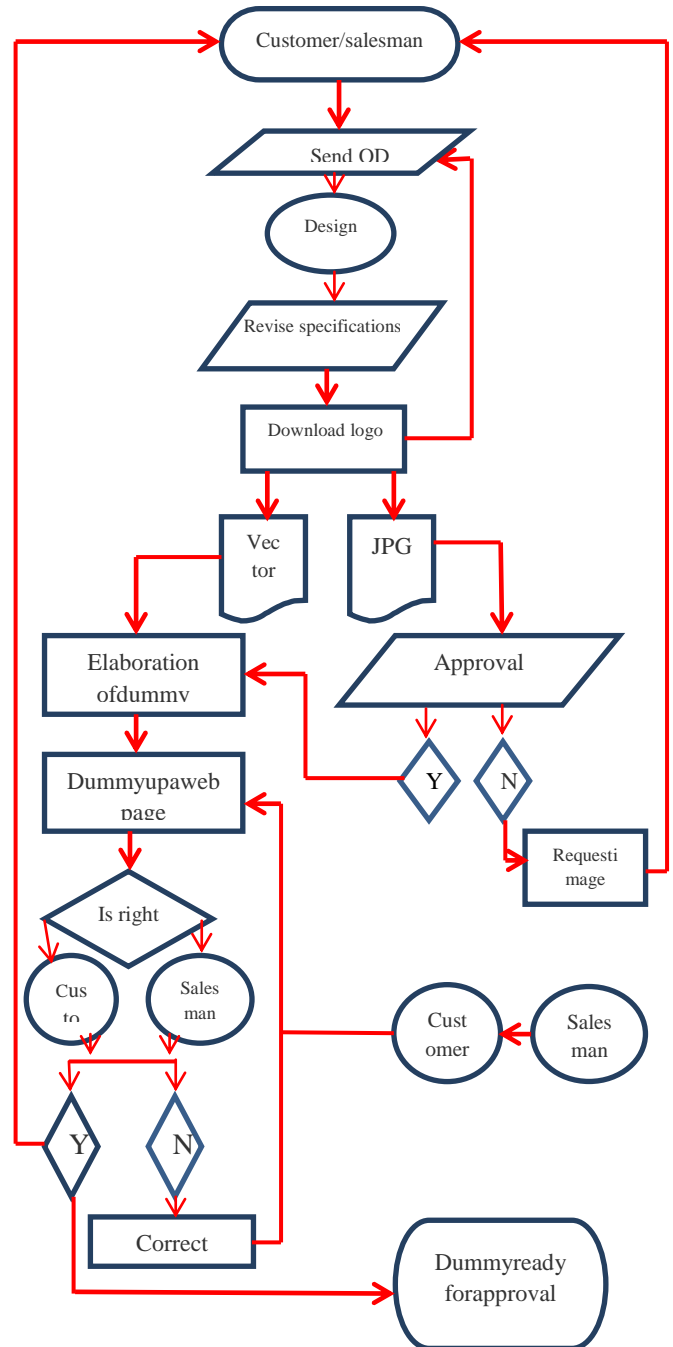 Customer/salesman
Send OD
Design
Revise specifications
Download logo
Vec
tor
JPG
Elaboration
ofdummy
Approval
Dummyupaweb
page
Y
N
Requesti
mage
Is right
Cus
to
Sales
man
Cust
omer
Sales
man
Y
N
Correct
Dummyready
forapproval